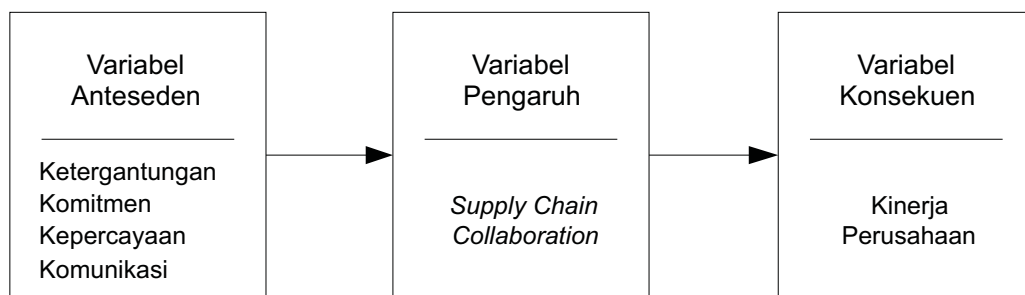 Variabel
Anteseden
Ketergantungan
Komitmen
Kepercayaan
Komunikasi
Variabel
Pengaruh
Supply Chain
Collaboration
Variabel
Konsekuen
Kinerja
Perusahaan